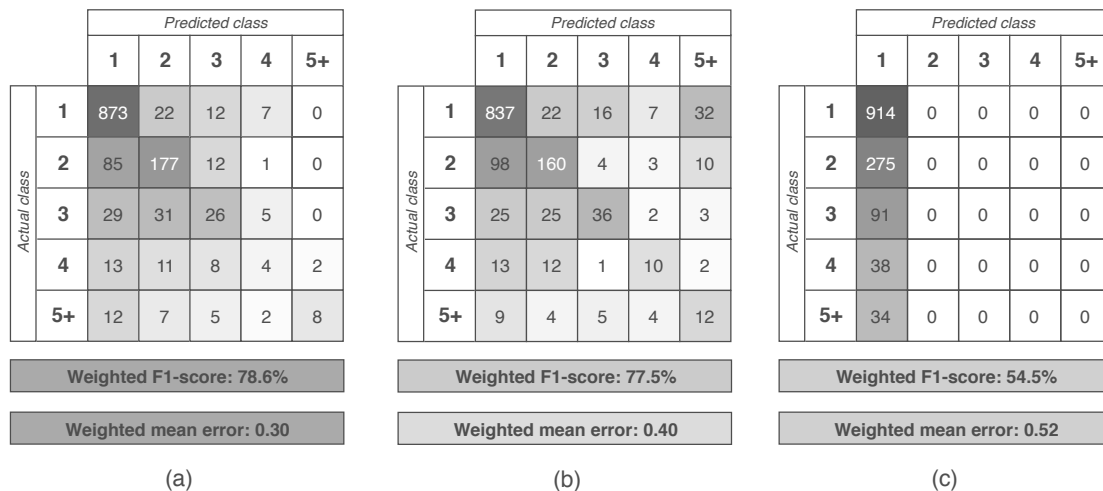 Predicted class
1 2 3 4 5+
Actual class
1 873 22 12 7 0
2 85 177 12 1 0
3 29 31 26 5 0
4 13 11 8 4 2
5+ 12 7 5 2 8
Weighted F1-score: 78.6%
Weighted mean error: 0.30
(a)
Predicted class
1 2 3 4 5+
Actual class
1 837 22 16 7 32
2 98 160 4 3 10
3 25 25 36 2 3
4 13 12 1 10 2
5+ 9 4 5 4 12
Weighted F1-score: 77.5%
Weighted mean error: 0.40
(b)
Predicted class
1 2 3 4 5+
Actual class
1 914 0 0 0 0
2 275 0 0 0 0
3 91 0 0 0 0
4 38 0 0 0 0
5+ 34 0 0 0 0
Weighted F1-score: 54.5%
Weighted mean error: 0.52
(c)